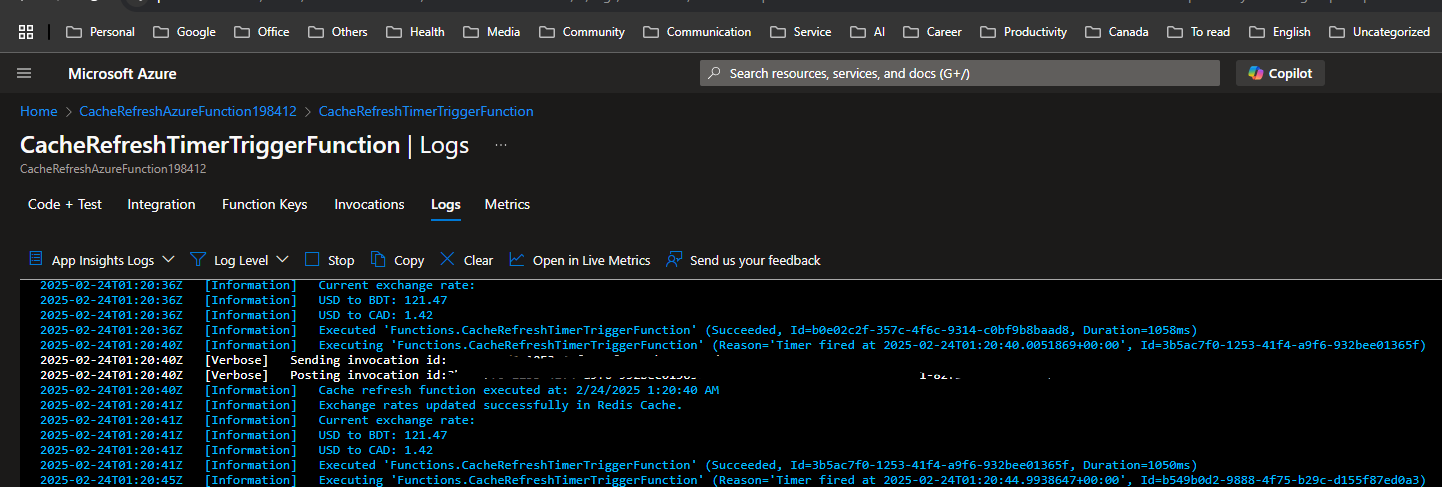 Personal Google Office Others Health Media Community Communication Service AI Career Productivity Canada To read English Uncategorized
Microsoft Azure
Search resources, services, and docs (G+/)
Copilot
Home > CacheRefreshAzureFunction198412 > CacheRefreshTimerTriggerFunction
CacheRefreshTimerTriggerFunction | Logs ...
CacheRefreshAzureFunction198412
Code + Test Integration Function Keys Invocations Logs Metrics
App Insights Logs Log Level Stop Copy Clear Open in Live Metrics Send us your feedback
2025-02-24T01:20:36Z [Information] Current exchange rate:
2025-02-24T01:20:36Z [Information] USD to BDT: 121.47
2025-02-24T01:20:36Z [Information] USD to CAD: 1.42
2025-02-24T01:20:36Z [Information] Executed 'Functions.CacheRefreshTimerTriggerFunction' (Succeeded, Id=b0e02c2f-357c-4f6c-9314-c0bf9b8baad8, Duration=1058ms)
2025-02-24T01:20:40Z [Information] Executing 'Functions.CacheRefreshTimerTriggerFunction' (Reason='Timer fired at 2025-02-24T01:20:40.0051869+00:00', Id=3b5ac7f0-1253-41f4-a9f6-932bee01365f)
2025-02-24T01:20:40Z [Verbose] Sending invocation id:
2025-02-24T01:20:40Z [Verbose] Posting invocation id:
2025-02-24T01:20:40Z [Information] Cache refresh function executed at: 2/24/2025 1:20:40 AM
2025-02-24T01:20:41Z [Information] Exchange rates updated successfully in Redis Cache.
2025-02-24T01:20:41Z [Information] Current exchange rate:
2025-02-24T01:20:41Z [Information] USD to BDT: 121.47
2025-02-24T01:20:41Z [Information] USD to CAD: 1.42
2025-02-24T01:20:41Z [Information] Executed 'Functions.CacheRefreshTimerTriggerFunction' (Succeeded, Id=3b5ac7f0-1253-41f4-a9f6-932bee01365f, Duration=1050ms)
2025-02-24T01:20:45Z [Information] Executing 'Functions.CacheRefreshTimerTriggerFunction' (Reason='Timer fired at 2025-02-24T01:20:44.9938647+00:00', Id=b549b0d2-9888-4f75-b29c-d155f87ed0a3)